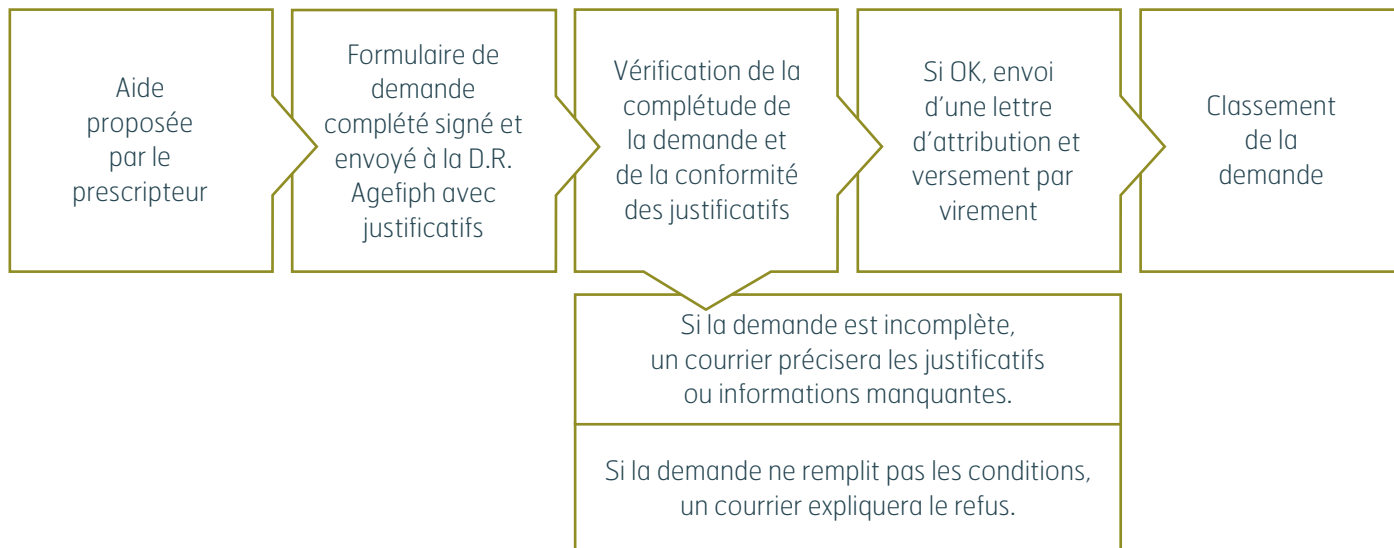 Aide
proposée
par le
prescripteur
Formulaire de
demande
complété signé et
envoyé à la D.R.
Agefiph avec
justificatifs
Vérification de la
complétude de
la demande et
de la conformité
des justificatifs
Si OK, envoi
d'une lettre
d'attribution et
versement par
virement
Classement
de la
demande
Si la demande est incomplète,
un courrier précisera les justificatifs
ou informations manquantes.
Si la demande ne remplit pas les conditions,
un courrier expliquera le refus.